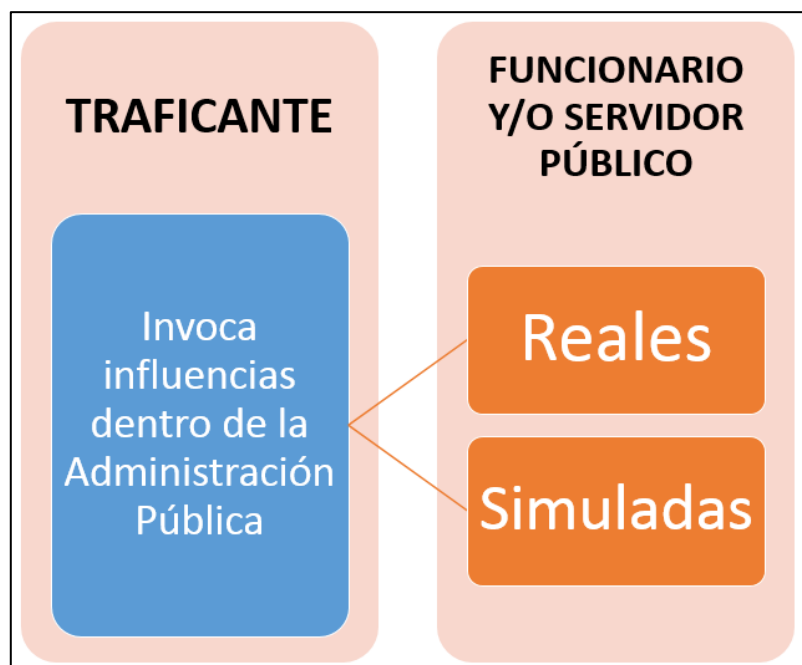 TRAFICANTE
Invoca
influencias
dentro de la
Administración
Pública
FUNCIONARIO
Y/O SERVIDOR
PÚBLICO
Reales
Simuladas